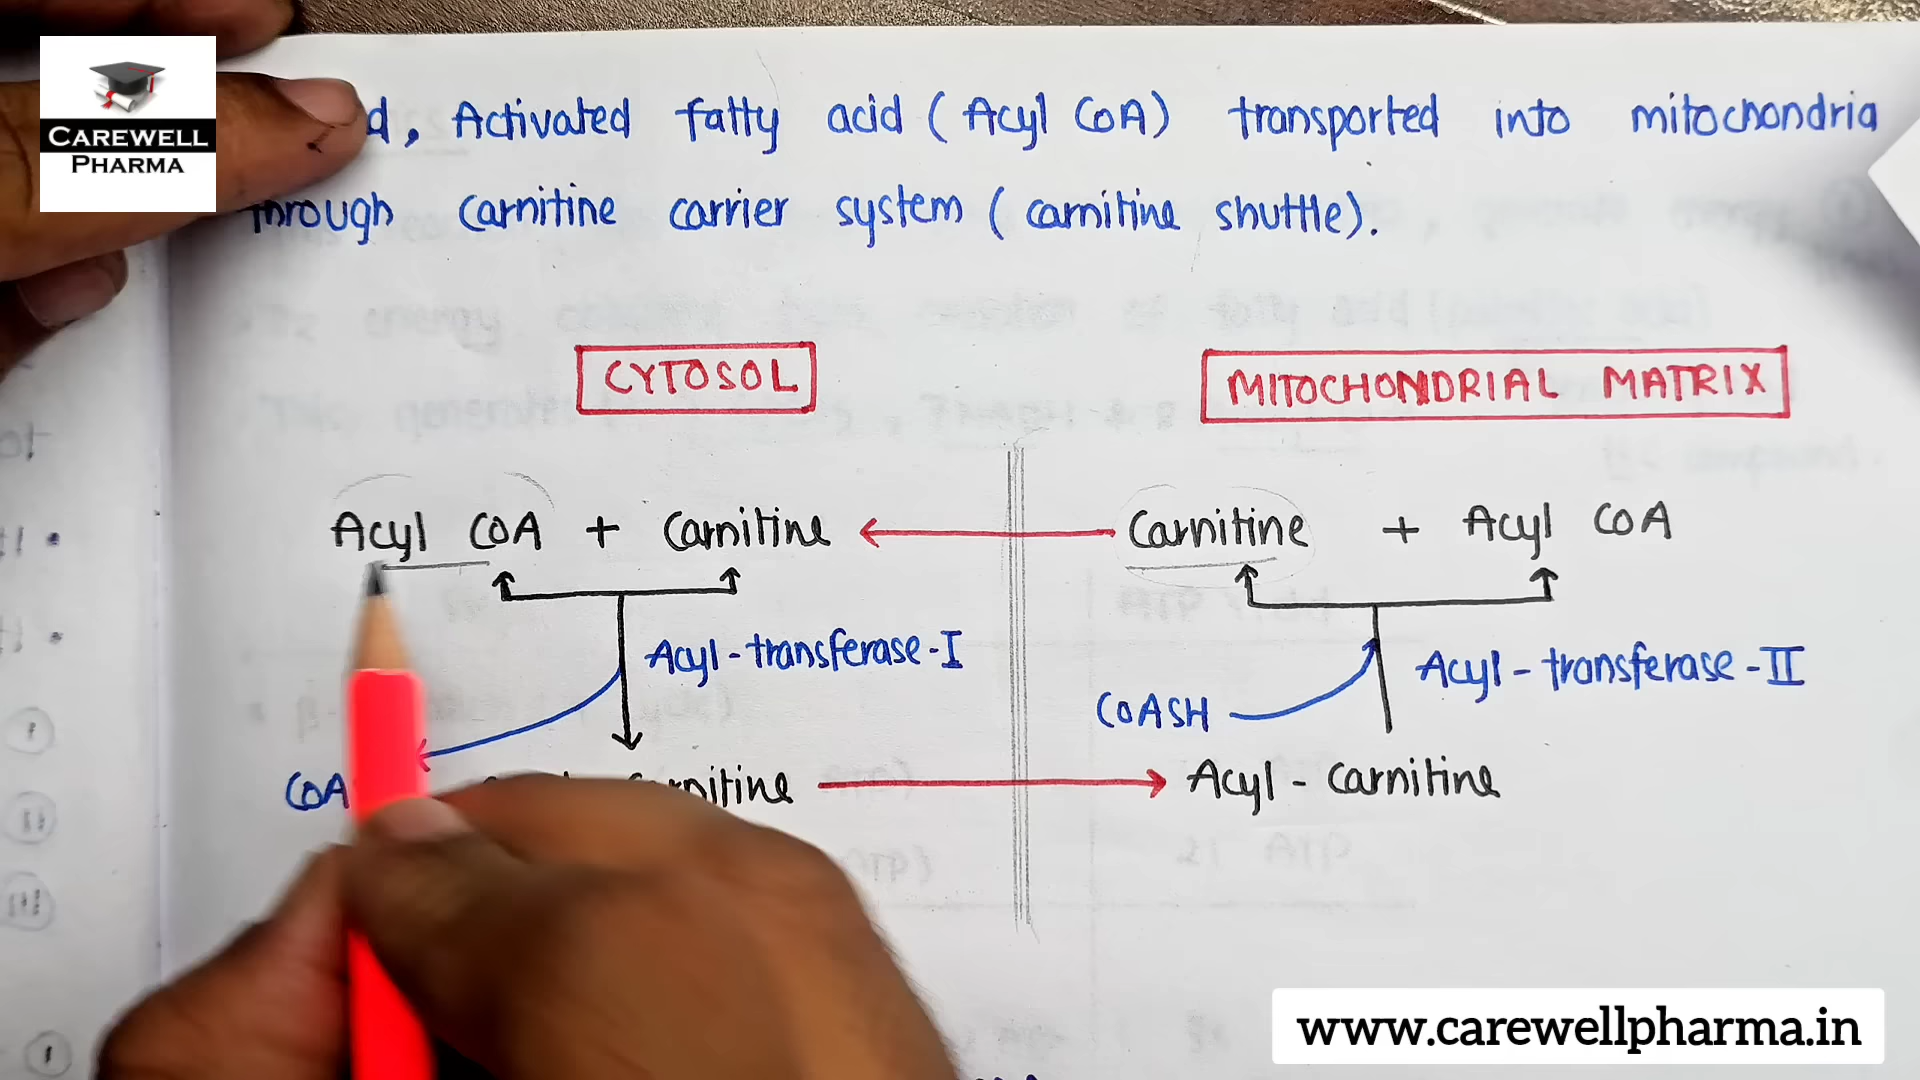 CAREWELL
PHARMA
, Activated fatty acid (Acyl CoA) transported into mitochondria
through carnitine carrier system (carnitine shuttle).
CYTOSOL
MITOCHONDRIAL MATRIX
Acyl CoA + Carnitine
Carnitine + Acyl CoA
Acyl-transferase-I
Acyl-transferase-II
CoASH
Acyl-carnitine
www.carewellpharma.in